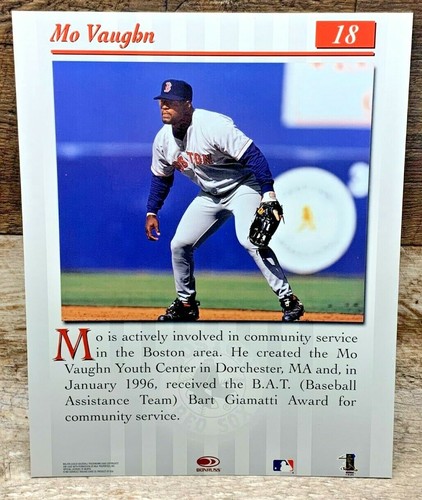 Mo Vaughn
18
BOSTON
Mo is actively involved in community service
in the Boston area. He created the Mo
Vaughn Youth Center in Dorchester, MA and, in
January 1996, received the B.A.T. (Baseball
Assistance Team) Bart Giamatti Award for
community service.
DONRUSS